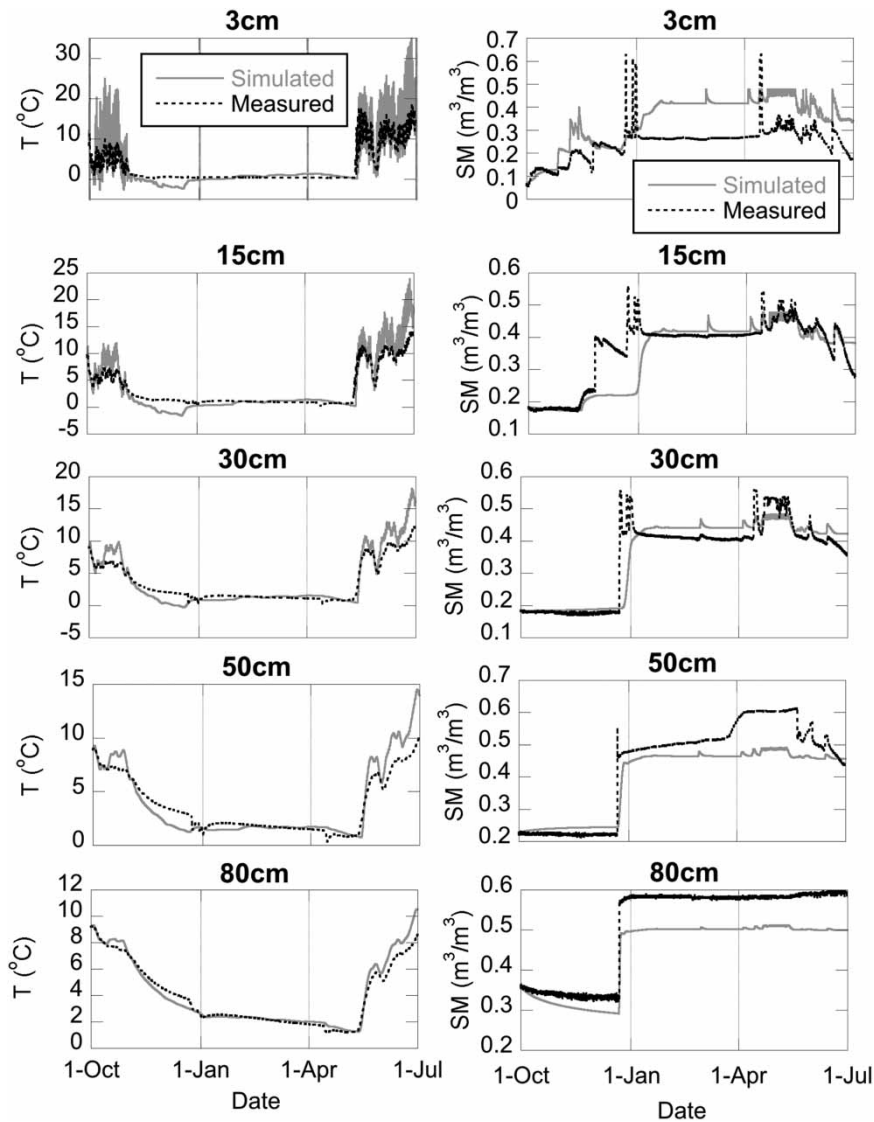 3cm
T (°C)
35
30
20
10
0
Simulated
Measured
3cm
SM (m³/m³)
0.7
0.6
0.5
0.4
0.3
0.2
0.1
0
Simulated
Measured
15cm
T (°C)
25
20
15
10
5
0
-5
15cm
SM (m³/m³)
0.6
0.5
0.4
0.3
0.2
0.1
30cm
T (°C)
20
15
10
5
0
-5
30cm
SM (m³/m³)
0.6
0.5
0.4
0.3
0.2
0.1
50cm
T (°C)
15
10
5
0
50cm
SM (m³/m³)
0.7
0.6
0.5
0.4
0.3
0.2
80cm
T (°C)
12
10
8
6
4
2
0
1-Oct 1-Jan 1-Apr 1-Jul
Date
80cm
SM (m³/m³)
0.6
0.5
0.4
0.3
0.2
1-Oct 1-Jan 1-Apr 1-Jul
Date